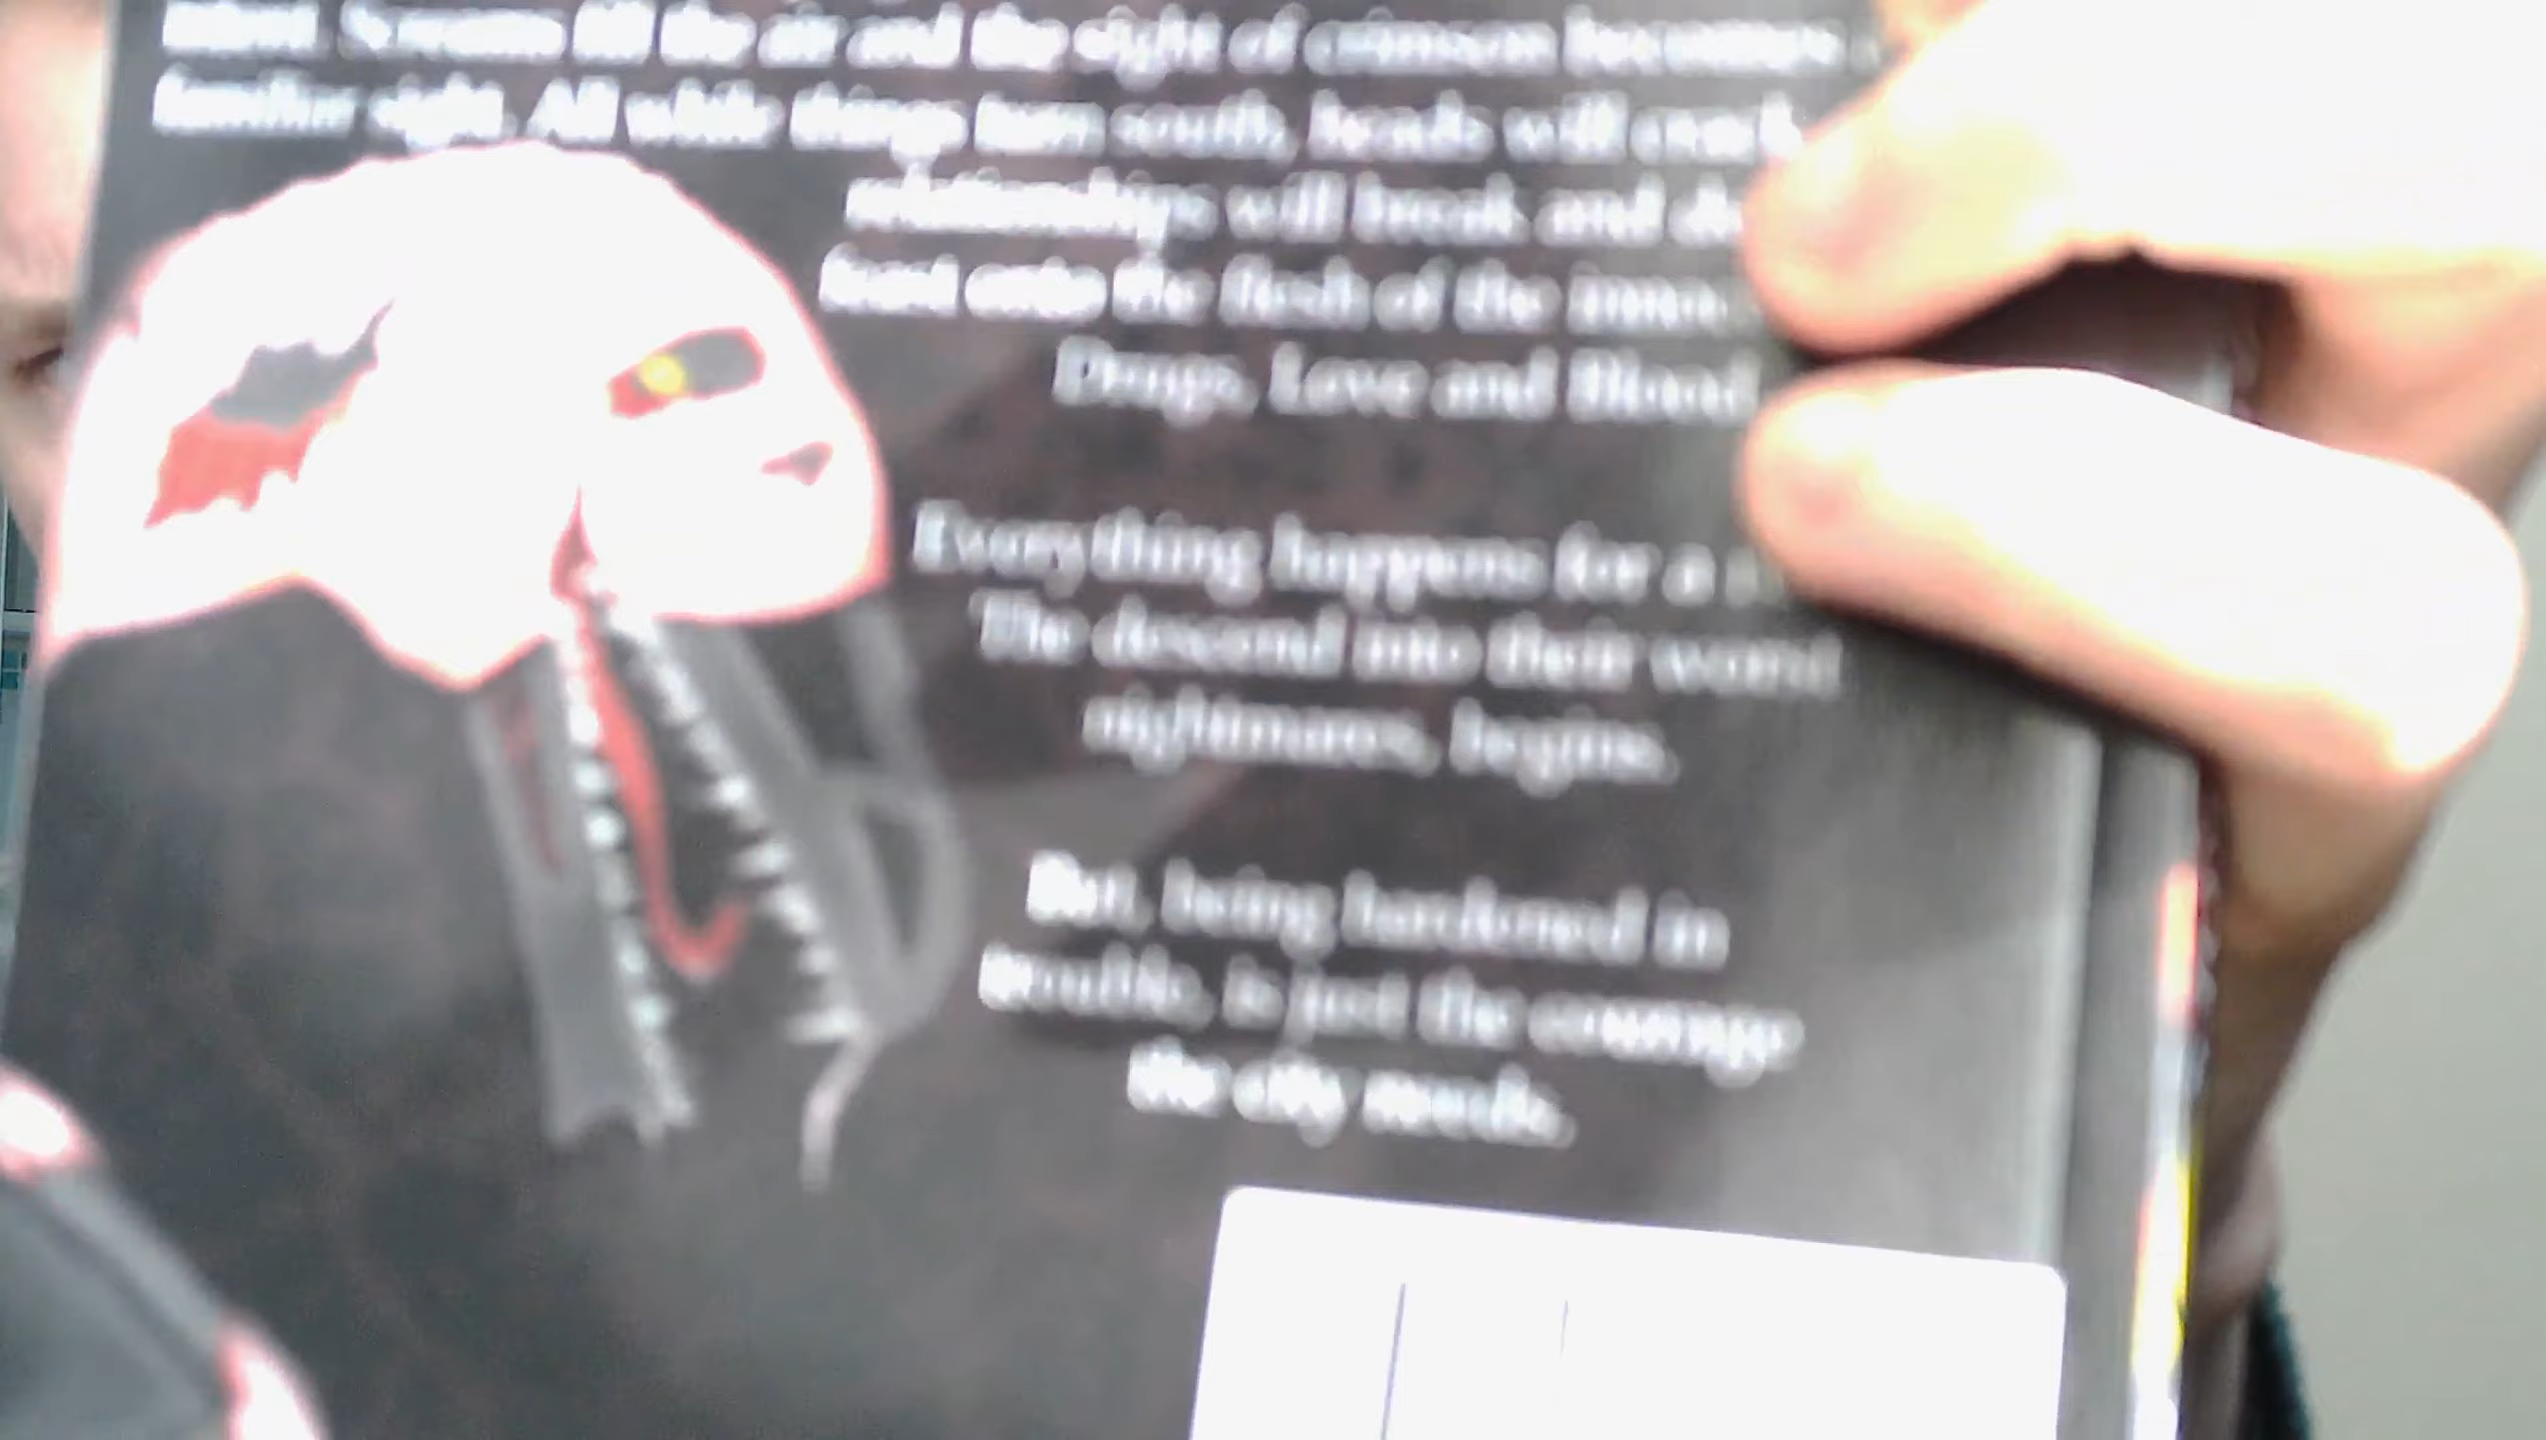 Screams fill the air and the sight of crimson becomes
familiar sight. All while things turn south, heads will crack
relationships will break and
feast onto the flesh of the
Drugs, Love and Blood
Everything happens for a
The descend into their worst
nightmares, begins.
But, being hardened in
trouble, is just the courage
the city needs.